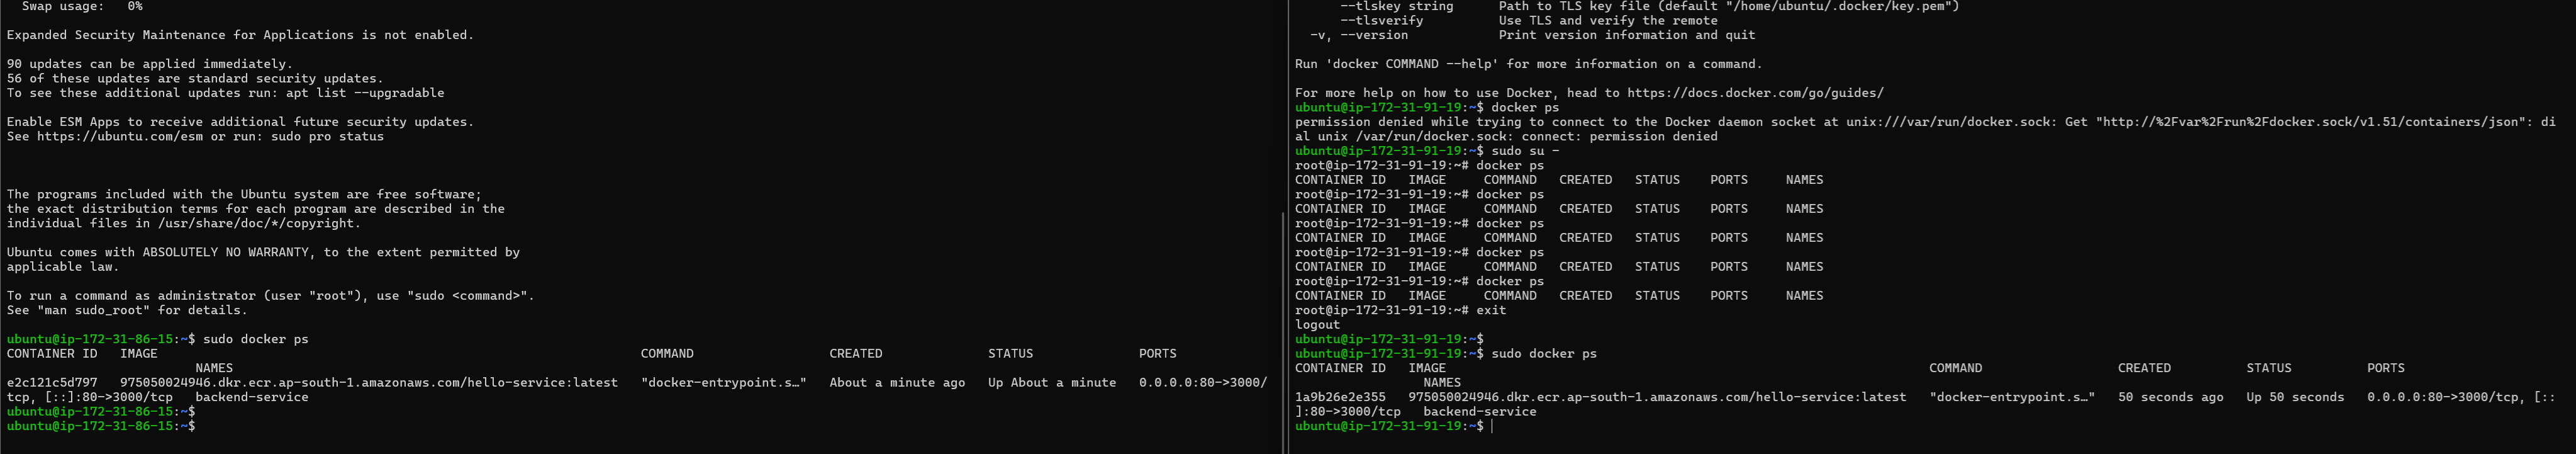 Swap usage:   0%

Expanded Security Maintenance for Applications is not enabled.

90 updates can be applied immediately.
56 of these updates are standard security updates.
To see these additional updates run: apt list --upgradable

Enable ESM Apps to receive additional future security updates.
See https://ubuntu.com/esm or run: sudo pro status

The programs included with the Ubuntu system are free software;
the exact distribution terms for each program are described in the
individual files in /usr/share/doc/*/copyright.

Ubuntu comes with ABSOLUTELY NO WARRANTY, to the extent permitted by
applicable law.

To run a command as administrator (user "root"), use "sudo <command>".
See "man sudo_root" for details.

ubuntu@ip-172-31-86-15:~$ sudo docker ps
CONTAINER ID   IMAGE                                                                COMMAND                  CREATED              STATUS              PORTS
                         NAMES
e2c121c5d797   975050024946.dkr.ecr.ap-south-1.amazonaws.com/hello-service:latest   "docker-entrypoint.s…"   About a minute ago   Up About a minute   0.0.0.0:80->3000/
tcp, [::]:80->3000/tcp   backend-service
ubuntu@ip-172-31-86-15:~$
ubuntu@ip-172-31-86-15:~$
      --tlskey string      Path to TLS key file (default "/home/ubuntu/.docker/key.pem")
      --tlsverify          Use TLS and verify the remote
  -v, --version            Print version information and quit

Run 'docker COMMAND --help' for more information on a command.

For more help on how to use Docker, head to https://docs.docker.com/go/guides/
ubuntu@ip-172-31-91-19:~$ docker ps
permission denied while trying to connect to the Docker daemon socket at unix:///var/run/docker.sock: Get "http://%2Fvar%2Frun%2Fdocker.sock/v1.51/containers/json": di
al unix /var/run/docker.sock: connect: permission denied
ubuntu@ip-172-31-91-19:~$ sudo su -
root@ip-172-31-91-19:~# docker ps
CONTAINER ID   IMAGE     COMMAND   CREATED   STATUS    PORTS     NAMES
root@ip-172-31-91-19:~# docker ps
CONTAINER ID   IMAGE     COMMAND   CREATED   STATUS    PORTS     NAMES
root@ip-172-31-91-19:~# docker ps
CONTAINER ID   IMAGE     COMMAND   CREATED   STATUS    PORTS     NAMES
root@ip-172-31-91-19:~# docker ps
CONTAINER ID   IMAGE     COMMAND   CREATED   STATUS    PORTS     NAMES
root@ip-172-31-91-19:~# docker ps
CONTAINER ID   IMAGE     COMMAND   CREATED   STATUS    PORTS     NAMES
root@ip-172-31-91-19:~# exit
logout
ubuntu@ip-172-31-91-19:~$
ubuntu@ip-172-31-91-19:~$ sudo docker ps
CONTAINER ID   IMAGE                                                                COMMAND                  CREATED          STATUS          PORTS
                 NAMES
1a9b26e2e355   975050024946.dkr.ecr.ap-south-1.amazonaws.com/hello-service:latest   "docker-entrypoint.s…"   50 seconds ago   Up 50 seconds   0.0.0.0:80->3000/tcp, [::
]:80->3000/tcp   backend-service
ubuntu@ip-172-31-91-19:~$